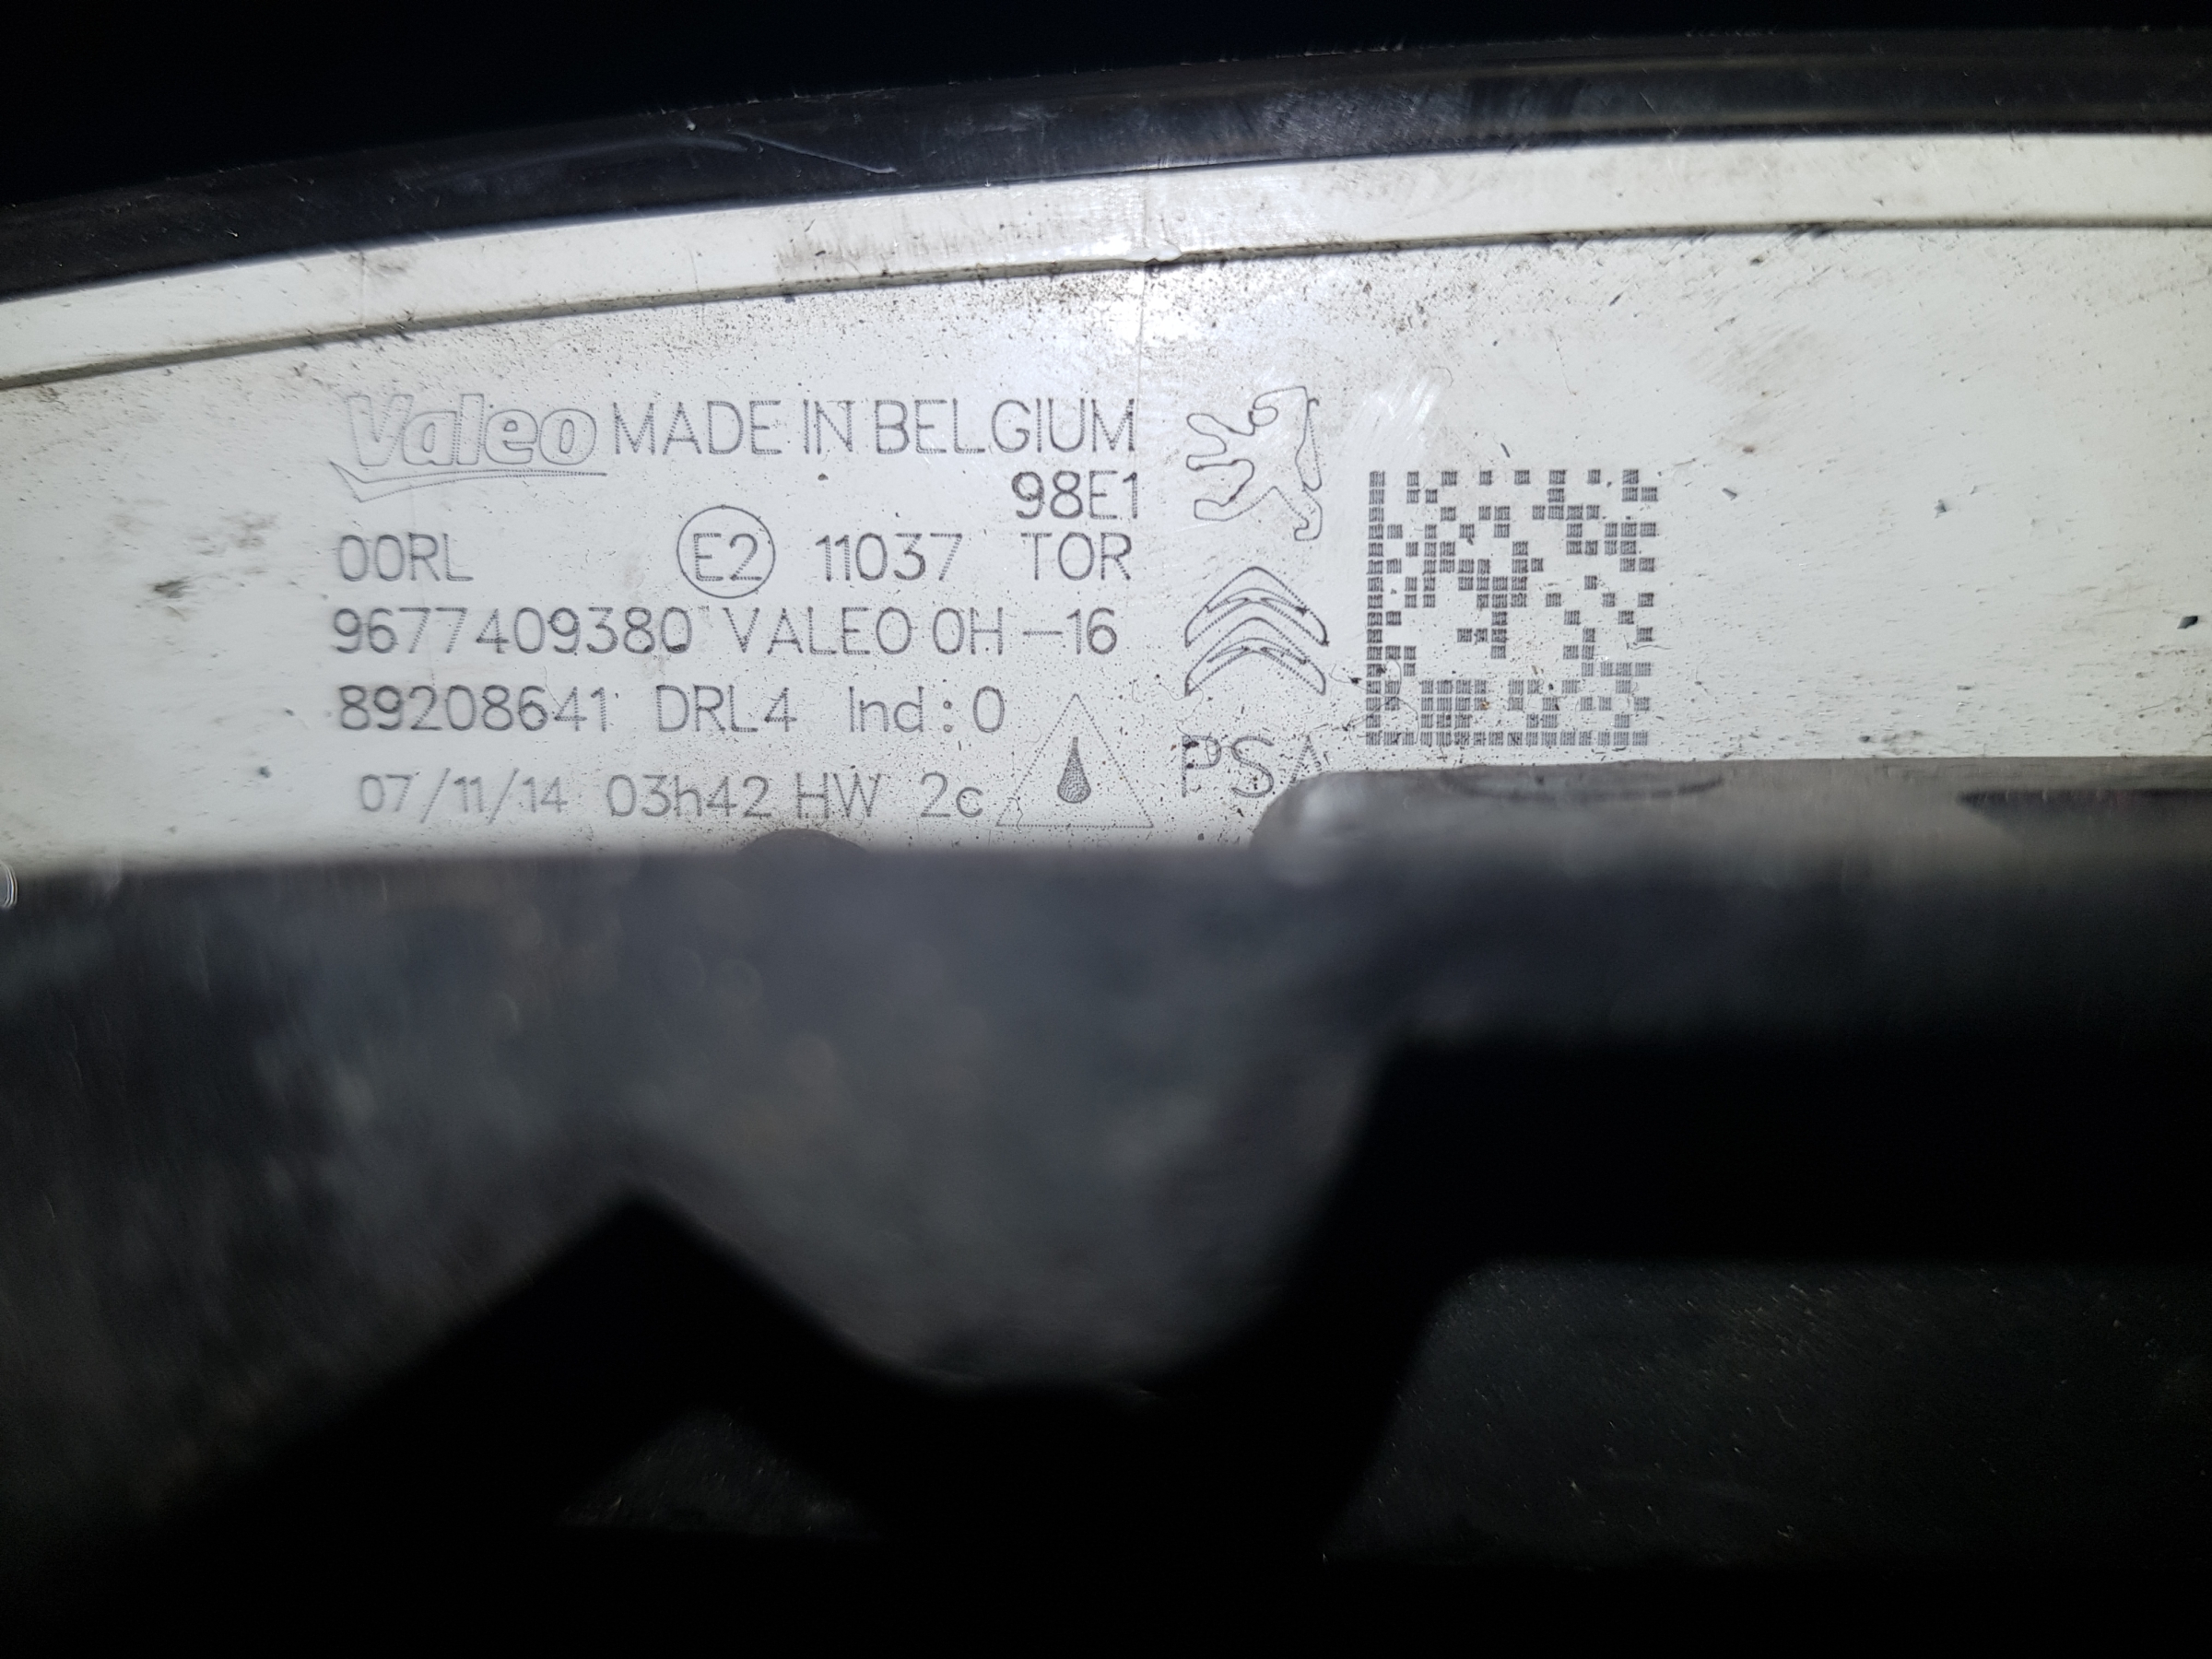 Valeo MADE IN BELGIUM
98E1
00RL E2 11037 TOR
9677409380 VALEO 0H -16
89208641 DRL4 Ind: 0
07/11/14 03h42 HW 2c
PSA